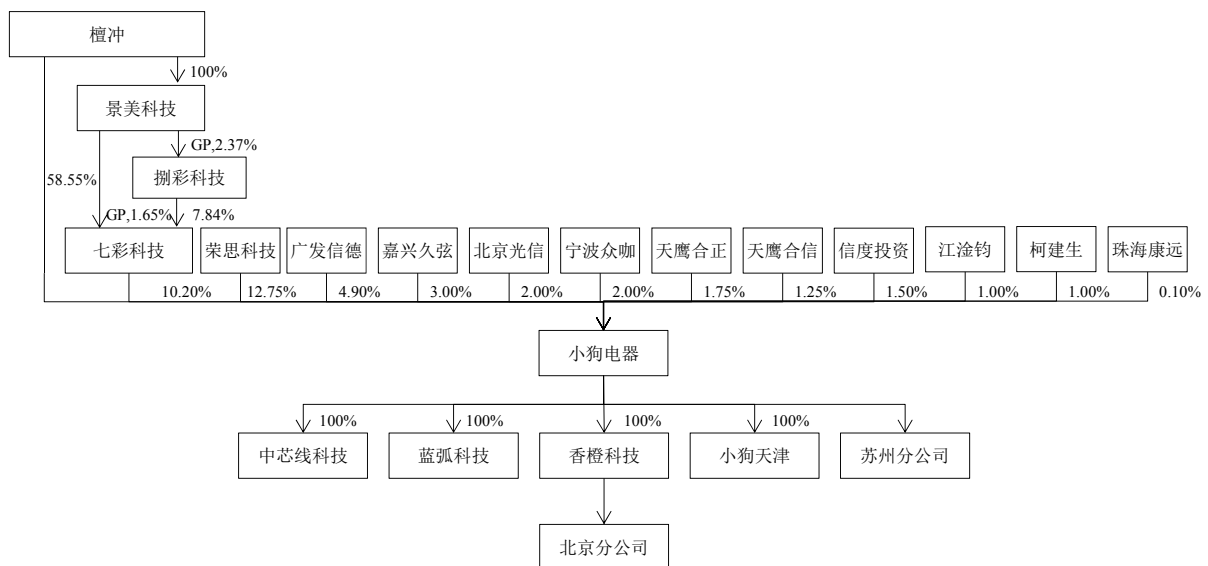 檀冲
100%
景美科技
GP,2.37%
捌彩科技
58.55%
GP,1.65%
7.84%
七彩科技
荣思科技
广发信德
嘉兴久弦
北京光信
宁波众咖
天鹰合正
天鹰合信
信度投资
江淦钧
柯建生
珠海康远
10.20%
12.75%
4.90%
3.00%
2.00%
2.00%
1.75%
1.25%
1.50%
1.00%
1.00%
0.10%
小狗电器
100%
100%
100%
100%
中芯线科技
蓝弧科技
香橙科技
小狗天津
苏州分公司
北京分公司